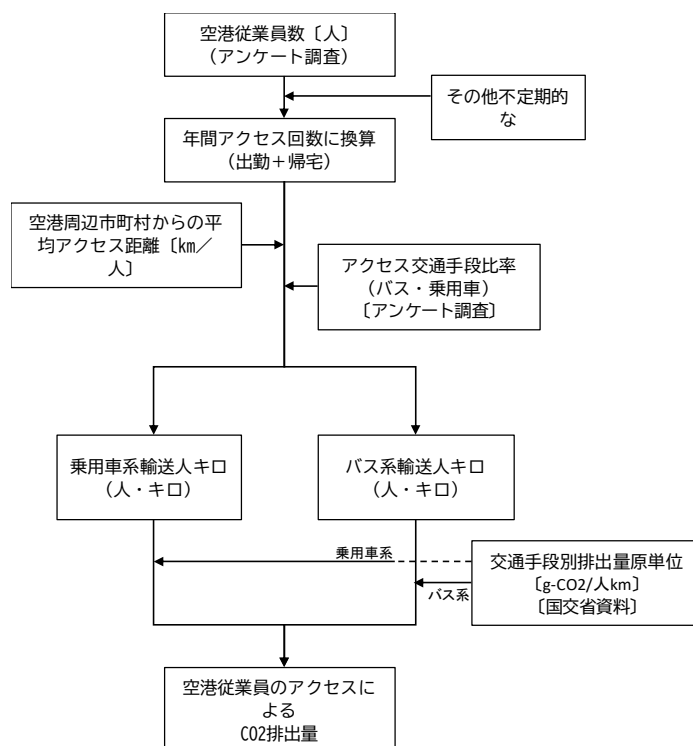 空港従業員数〔人〕
（アンケート調査）
その他不定期的
な
年間アクセス回数に換算
（出勤＋帰宅）
空港周辺市町村からの平
均アクセス距離〔㎞／
人〕
アクセス交通手段比率
（バス・乗用車）
〔アンケート調査〕
乗用車系輸送人キロ
（人・キロ）
バス系輸送人キロ
（人・キロ）
乗用車系
交通手段別排出量原単位
〔g-CO2/人km〕
〔国交省資料〕
バス系
空港従業員のアクセスに
よる
CO2排出量